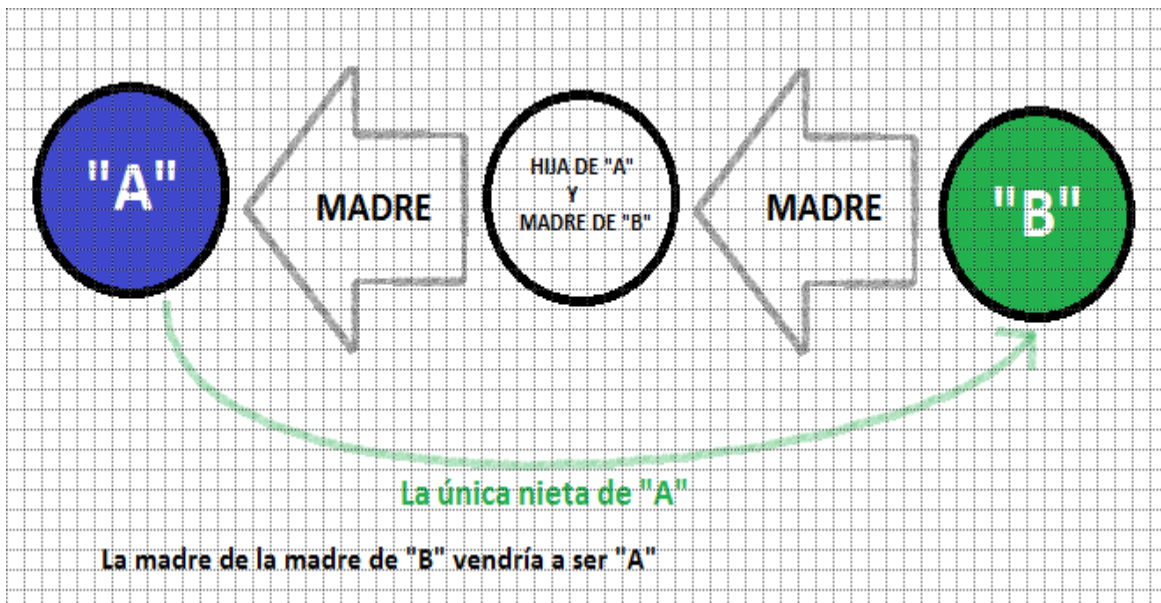 "A"
MADRE
HIJA DE "A"
Y
MADRE DE "B"
MADRE
"B"
La única nieta de "A"
La madre de la madre de "B" vendría a ser "A"